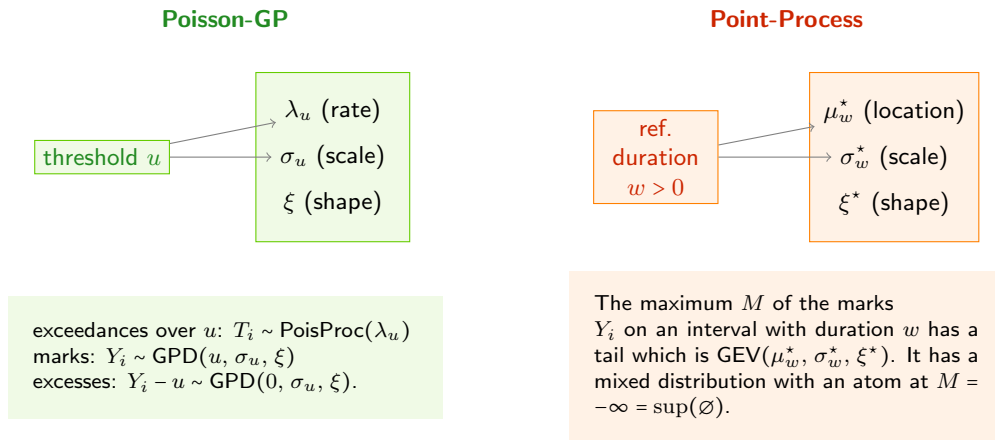 Poisson-GP
threshold u
λ_u (rate)
σ_u (scale)
ξ (shape)
exceedances over u: T_i ~ PoisProc(λ_u)
marks: Y_i ~ GPD(u, σ_u, ξ)
excesses: Y_i − u ~ GPD(0, σ_u, ξ).
Point-Process
ref.
duration
w > 0
μ*_w (location)
σ*_w (scale)
ξ* (shape)
The maximum M of the marks
Y_i on an interval with duration w has a
tail which is GEV(μ*_w, σ*_w, ξ*). It has a
mixed distribution with an atom at M =
−∞ = sup(∅).